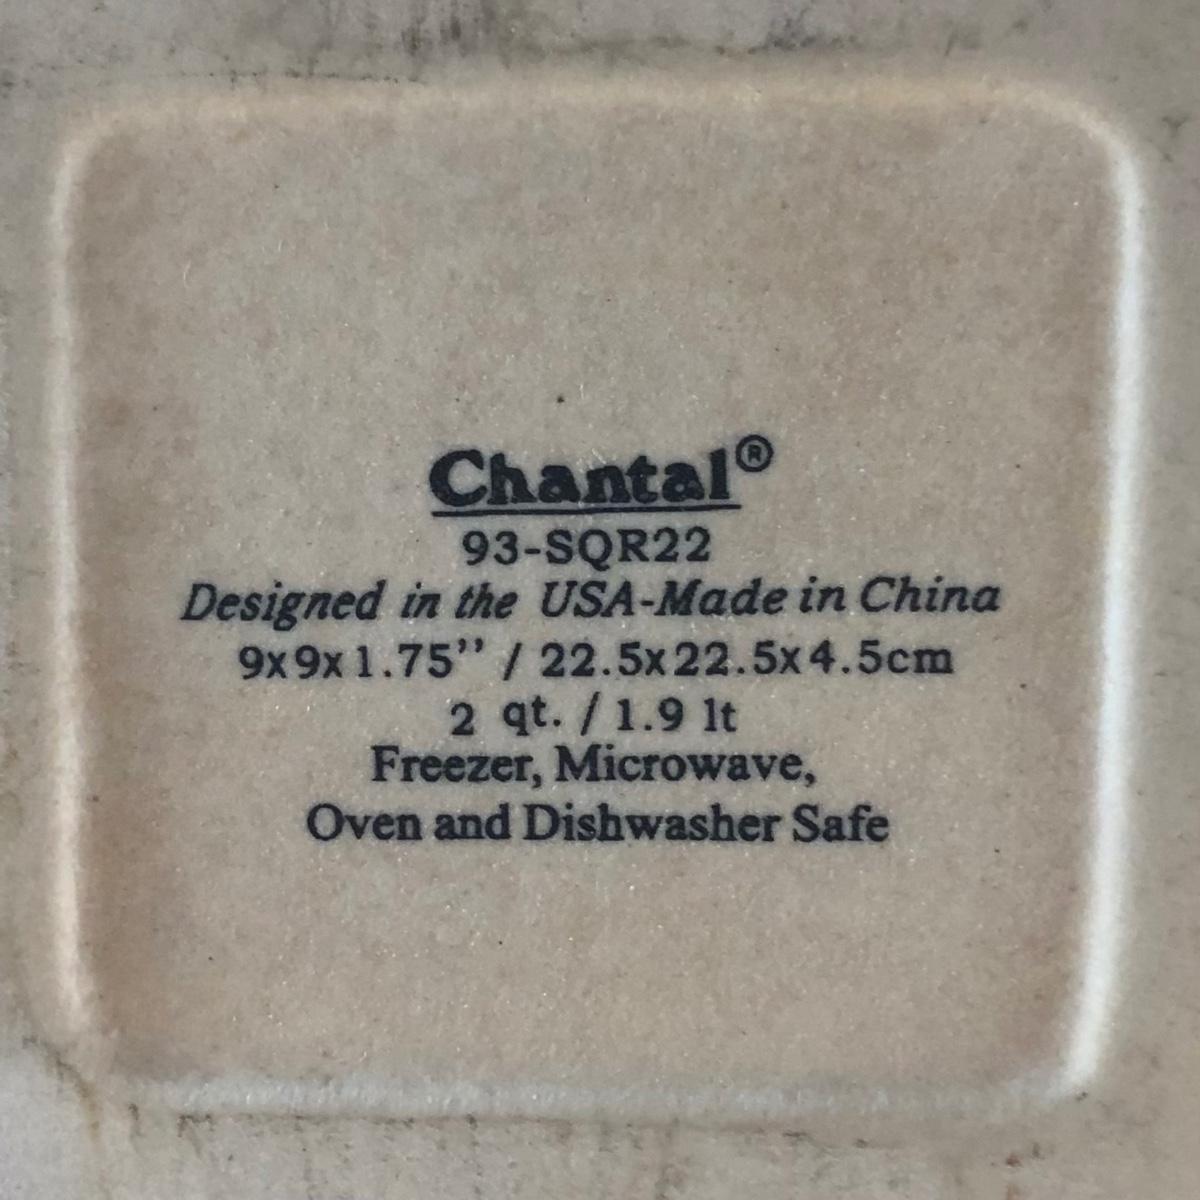 Chantal®
93-SQR22
Designed in the USA-Made in China
9x9x1.75’’ / 22.5x22.5x4.5cm
2 qt. / 1.9 lt
Freezer, Microwave,
Oven and Dishwasher Safe